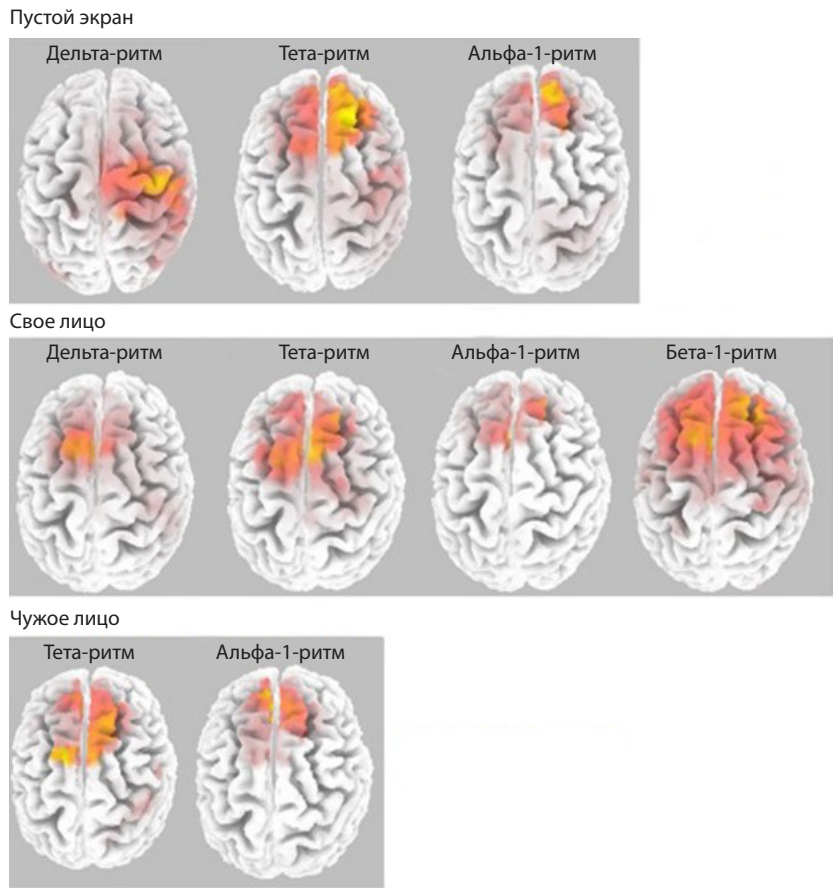 Пустой экран
Дельта-ритм Тета-ритм Альфа-1-ритм
Свое лицо
Дельта-ритм Тета-ритм Альфа-1-ритм Бета-1-ритм
Чужое лицо
Тета-ритм Альфа-1-ритм